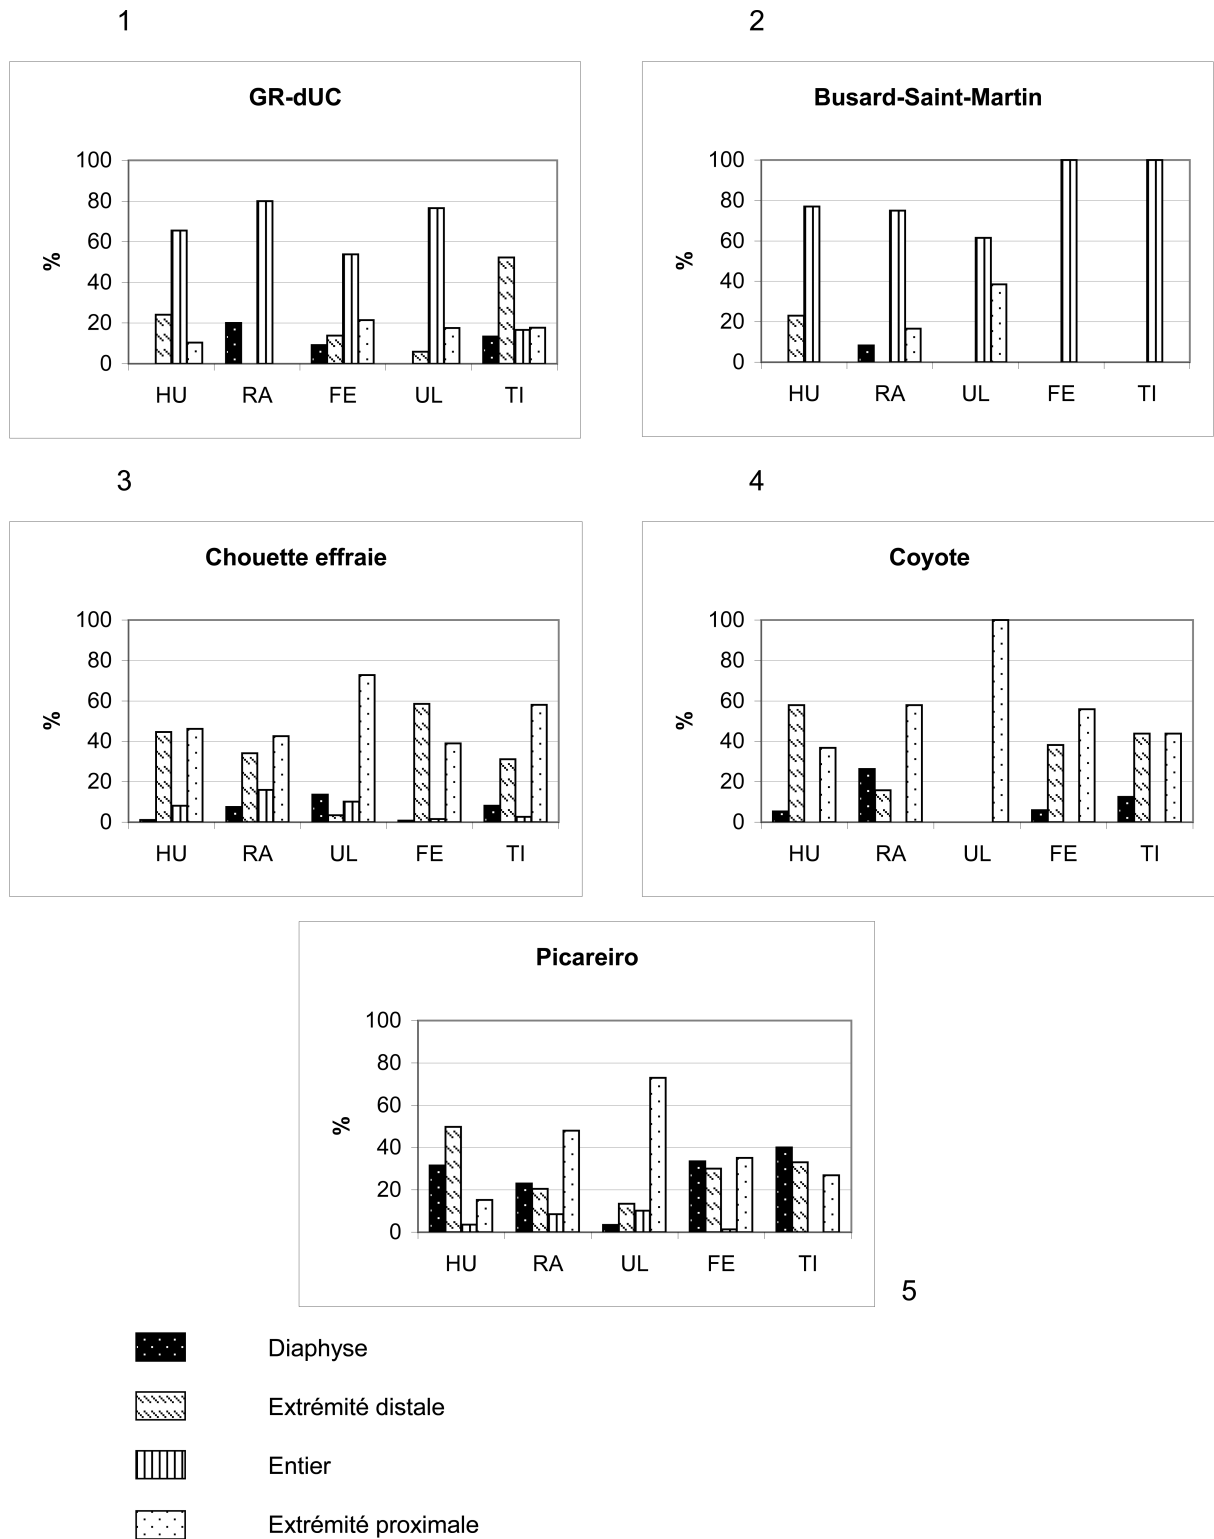 1
GR-dUC
100
80
60
40
20
0
%
HU RA FE UL TI
2
Busard-Saint-Martin
100
80
60
40
20
0
%
HU RA UL FE TI
3
Chouette effraie
100
80
60
40
20
0
%
HU RA UL FE TI
4
Coyote
100
80
60
40
20
0
%
HU RA UL FE TI
Picareiro
100
80
60
40
20
0
%
HU RA UL FE TI
5
Diaphyse
Extrémité distale
Entier
Extrémité proximale